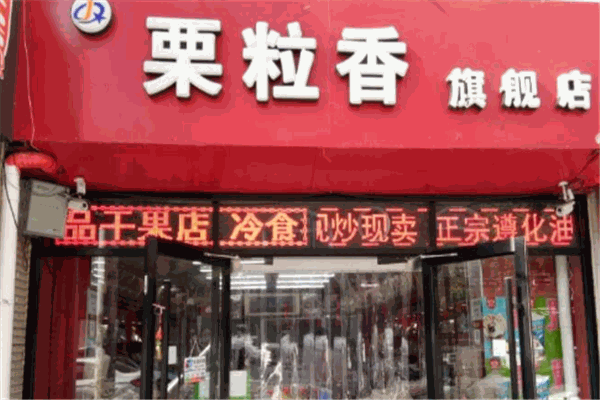 栗粒香 旗舰店
品干果店 冷食 现炒现卖 正宗遵化油